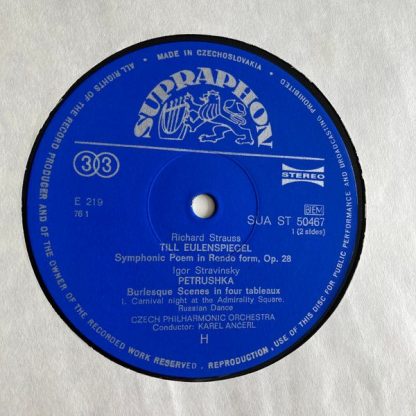 MADE IN CZECHOSLOVAKIA
SUPRAPHON
33
STEREO
E 219
76 1
BIEM
SUA ST 50467
1 (2 sides)
Richard Strauss
TILL EULENSPIEGEL
Symphonic Poem in Rondo form, Op. 28
Igor Stravinsky
PETRUSHKA
Burlesque Scenes in four tableaux
I. Carnival night at the Admirality Square.
Russian Dance
CZECH PHILHARMONIC ORCHESTRA
Conductor: KAREL ANČERL
H
ALL RIGHTS OF THE RECORD PRODUCER AND OF THE OWNER OF THE RECORDED WORK RESERVED . REPRODUCTION , USE OF THIS DISC FOR PUBLIC PERFORMANCE AND BROADCASTING PROHIBITED